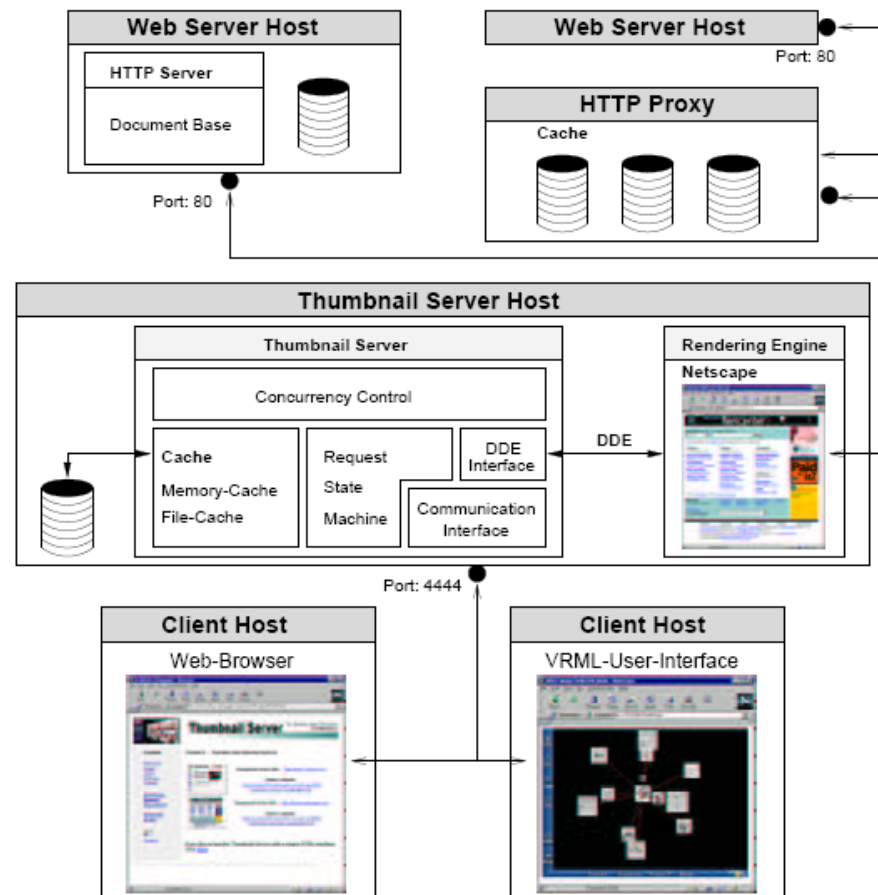 Web Server Host
HTTP Server
Document Base
Port: 80
Web Server Host
Port: 80
HTTP Proxy
Cache
Thumbnail Server Host
Thumbnail Server
Concurrency Control
Cache
Memory-Cache
File-Cache
Request
State
Machine
DDE
Interface
Communication
Interface
DDE
Rendering Engine
Netscape
Port: 4444
Client Host
Web-Browser
Thumbnail Server
Client Host
VRML-User-Interface